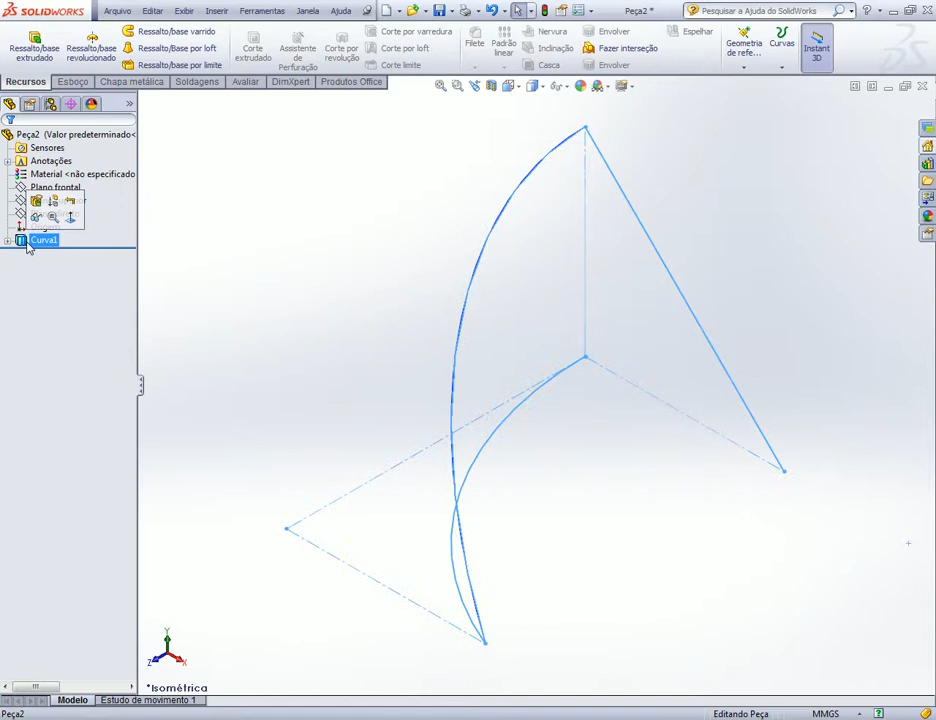 SOLIDWORKS Arquivo Editar Exibir Inserir Ferramentas Janela Ajuda Peça2 * Pesquisar a Ajuda do SolidWorks
Ressalto/base extrudado
Ressalto/base revolucionado
Ressalto/base varrido
Ressalto/base por loft
Ressalto/base por limite
Corte extrudado
Assistente de Perfuração
Corte por revolução
Corte por varredura
Corte por loft
Corte limite
Filete
Padrão linear
Nervura
Inclinação
Casca
Envolver
Fazer interseção
Envolver
Espelhar
Geometria de refe...
Curvas
Instant 3D
Recursos Esboço Chapa metálica Soldagens Avaliar DimXpert Produtos Office
Peça2 (Valor predeterminado<
Sensores
Anotações
Material <não especificado
Plano frontal
Curva1
Y
Z
X
*Isométrica
Modelo Estudo de movimento 1
Peça2 Editando Peça MMGS